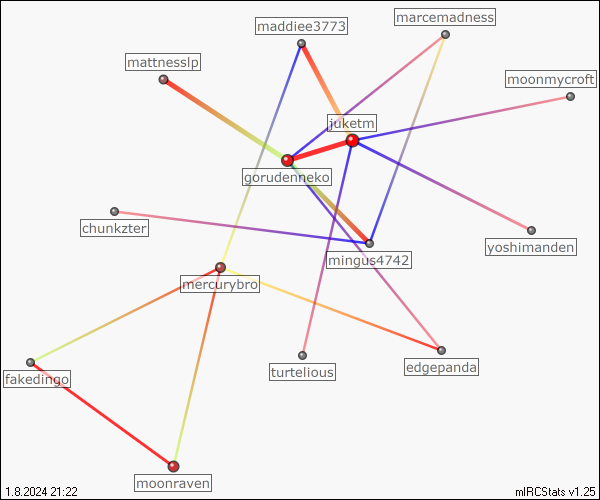 marcemadness
maddiee3773
mattnesslp
moonmycroft
juketm
gorudenneko
chunkzter
yoshimanden
mingus4742
mercurybro
edgepanda
turtelious
fakedingo
moonraven
1.8.2024 21:22
mIRCStats v1.25